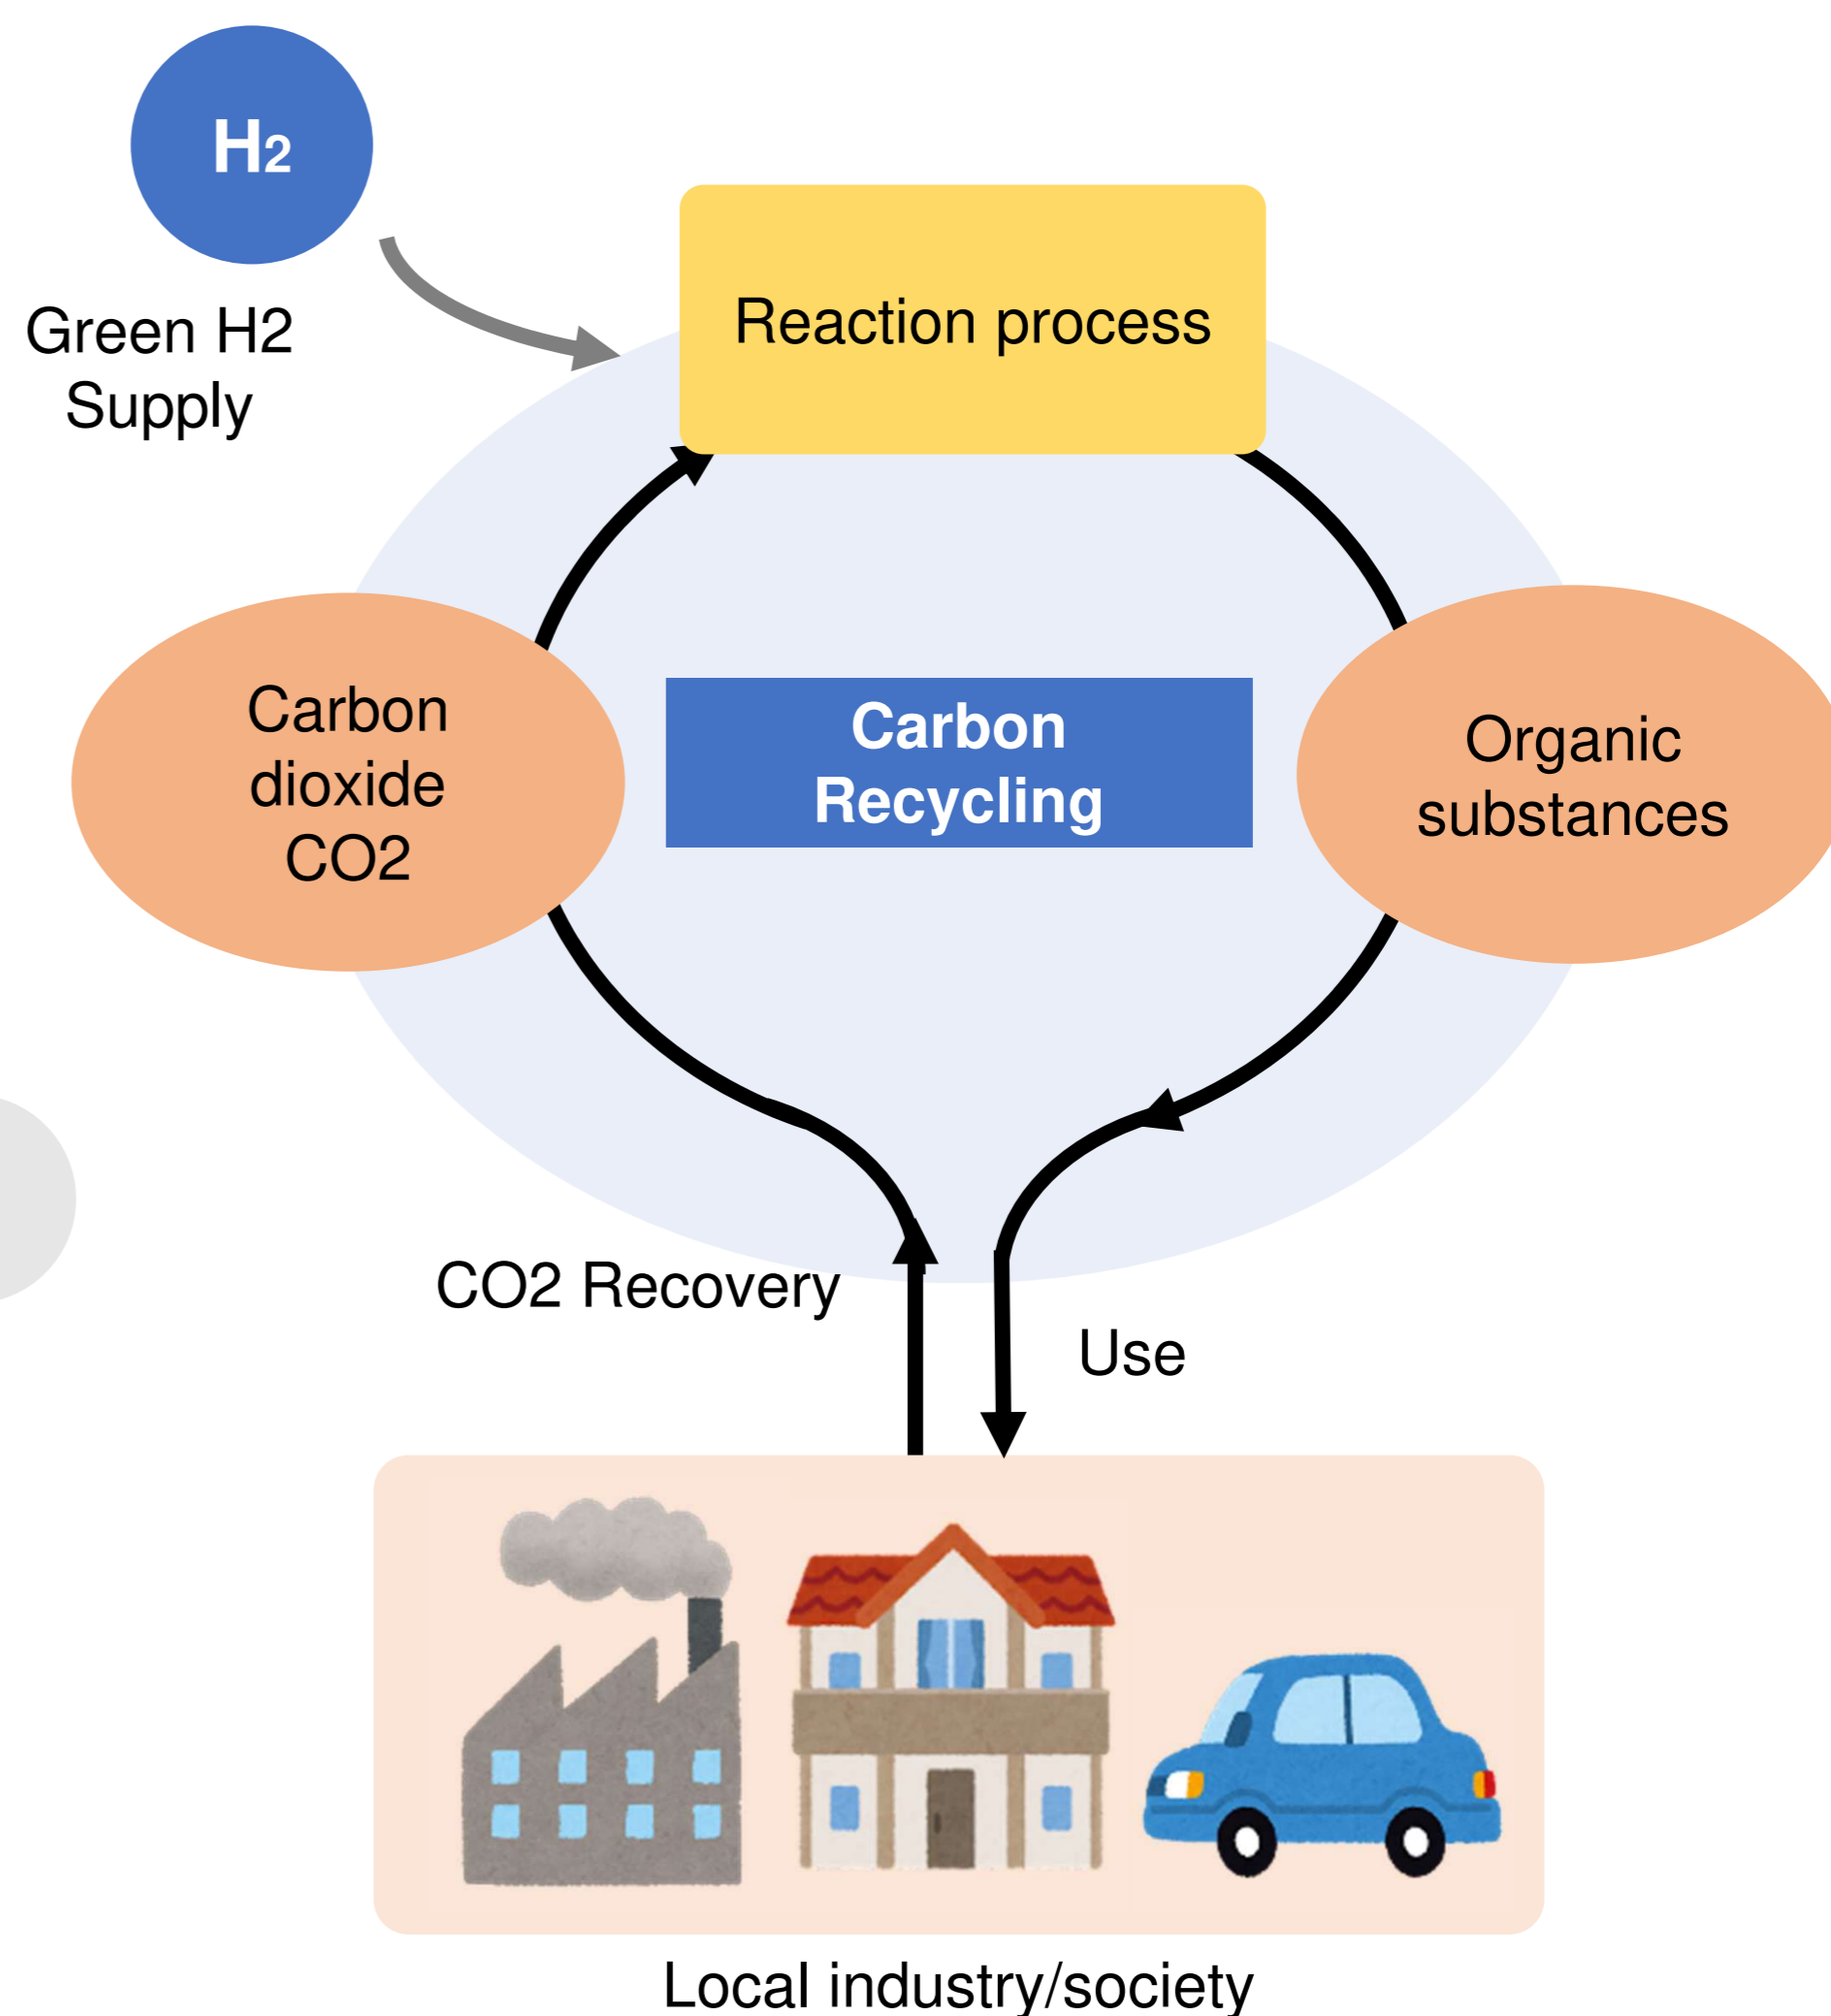 H2
Green H2
Supply
Reaction process
Carbon
dioxide
CO2
Carbon
Recycling
Organic
substances
CO2 Recovery
Use
Local industry/society